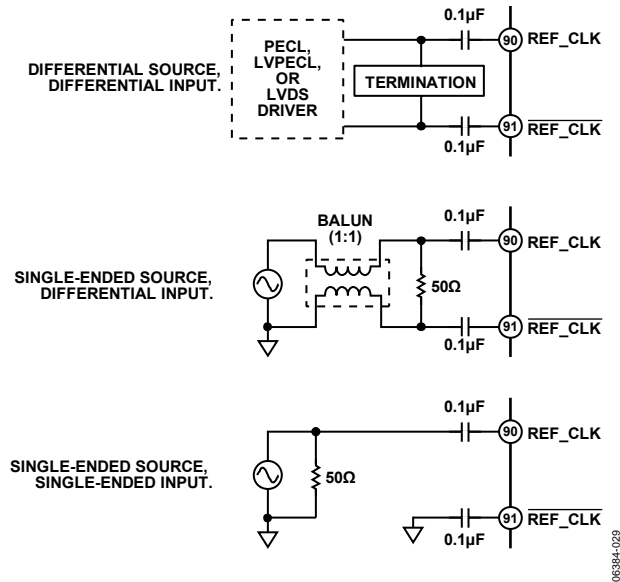 DIFFERENTIAL SOURCE,
DIFFERENTIAL INPUT.
PECL,
LVPECL,
OR
LVDS
DRIVER
TERMINATION
0.1µF
90 REF_CLK
91 REF_CLK
0.1µF
SINGLE-ENDED SOURCE,
DIFFERENTIAL INPUT.
BALUN
(1:1)
50Ω
0.1µF
90 REF_CLK
91 REF_CLK
0.1µF
SINGLE-ENDED SOURCE,
SINGLE-ENDED INPUT.
50Ω
0.1µF
90 REF_CLK
91 REF_CLK
0.1µF
06384-029